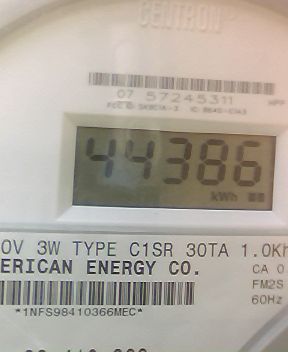 CENTRON
07 57245311
44386
kWh
0V 3W TYPE C1SR 30TA 1.0Kh
ERICAN ENERGY CO.
CA 0
FM2S
60Hz
*1NFS98410366MEC*